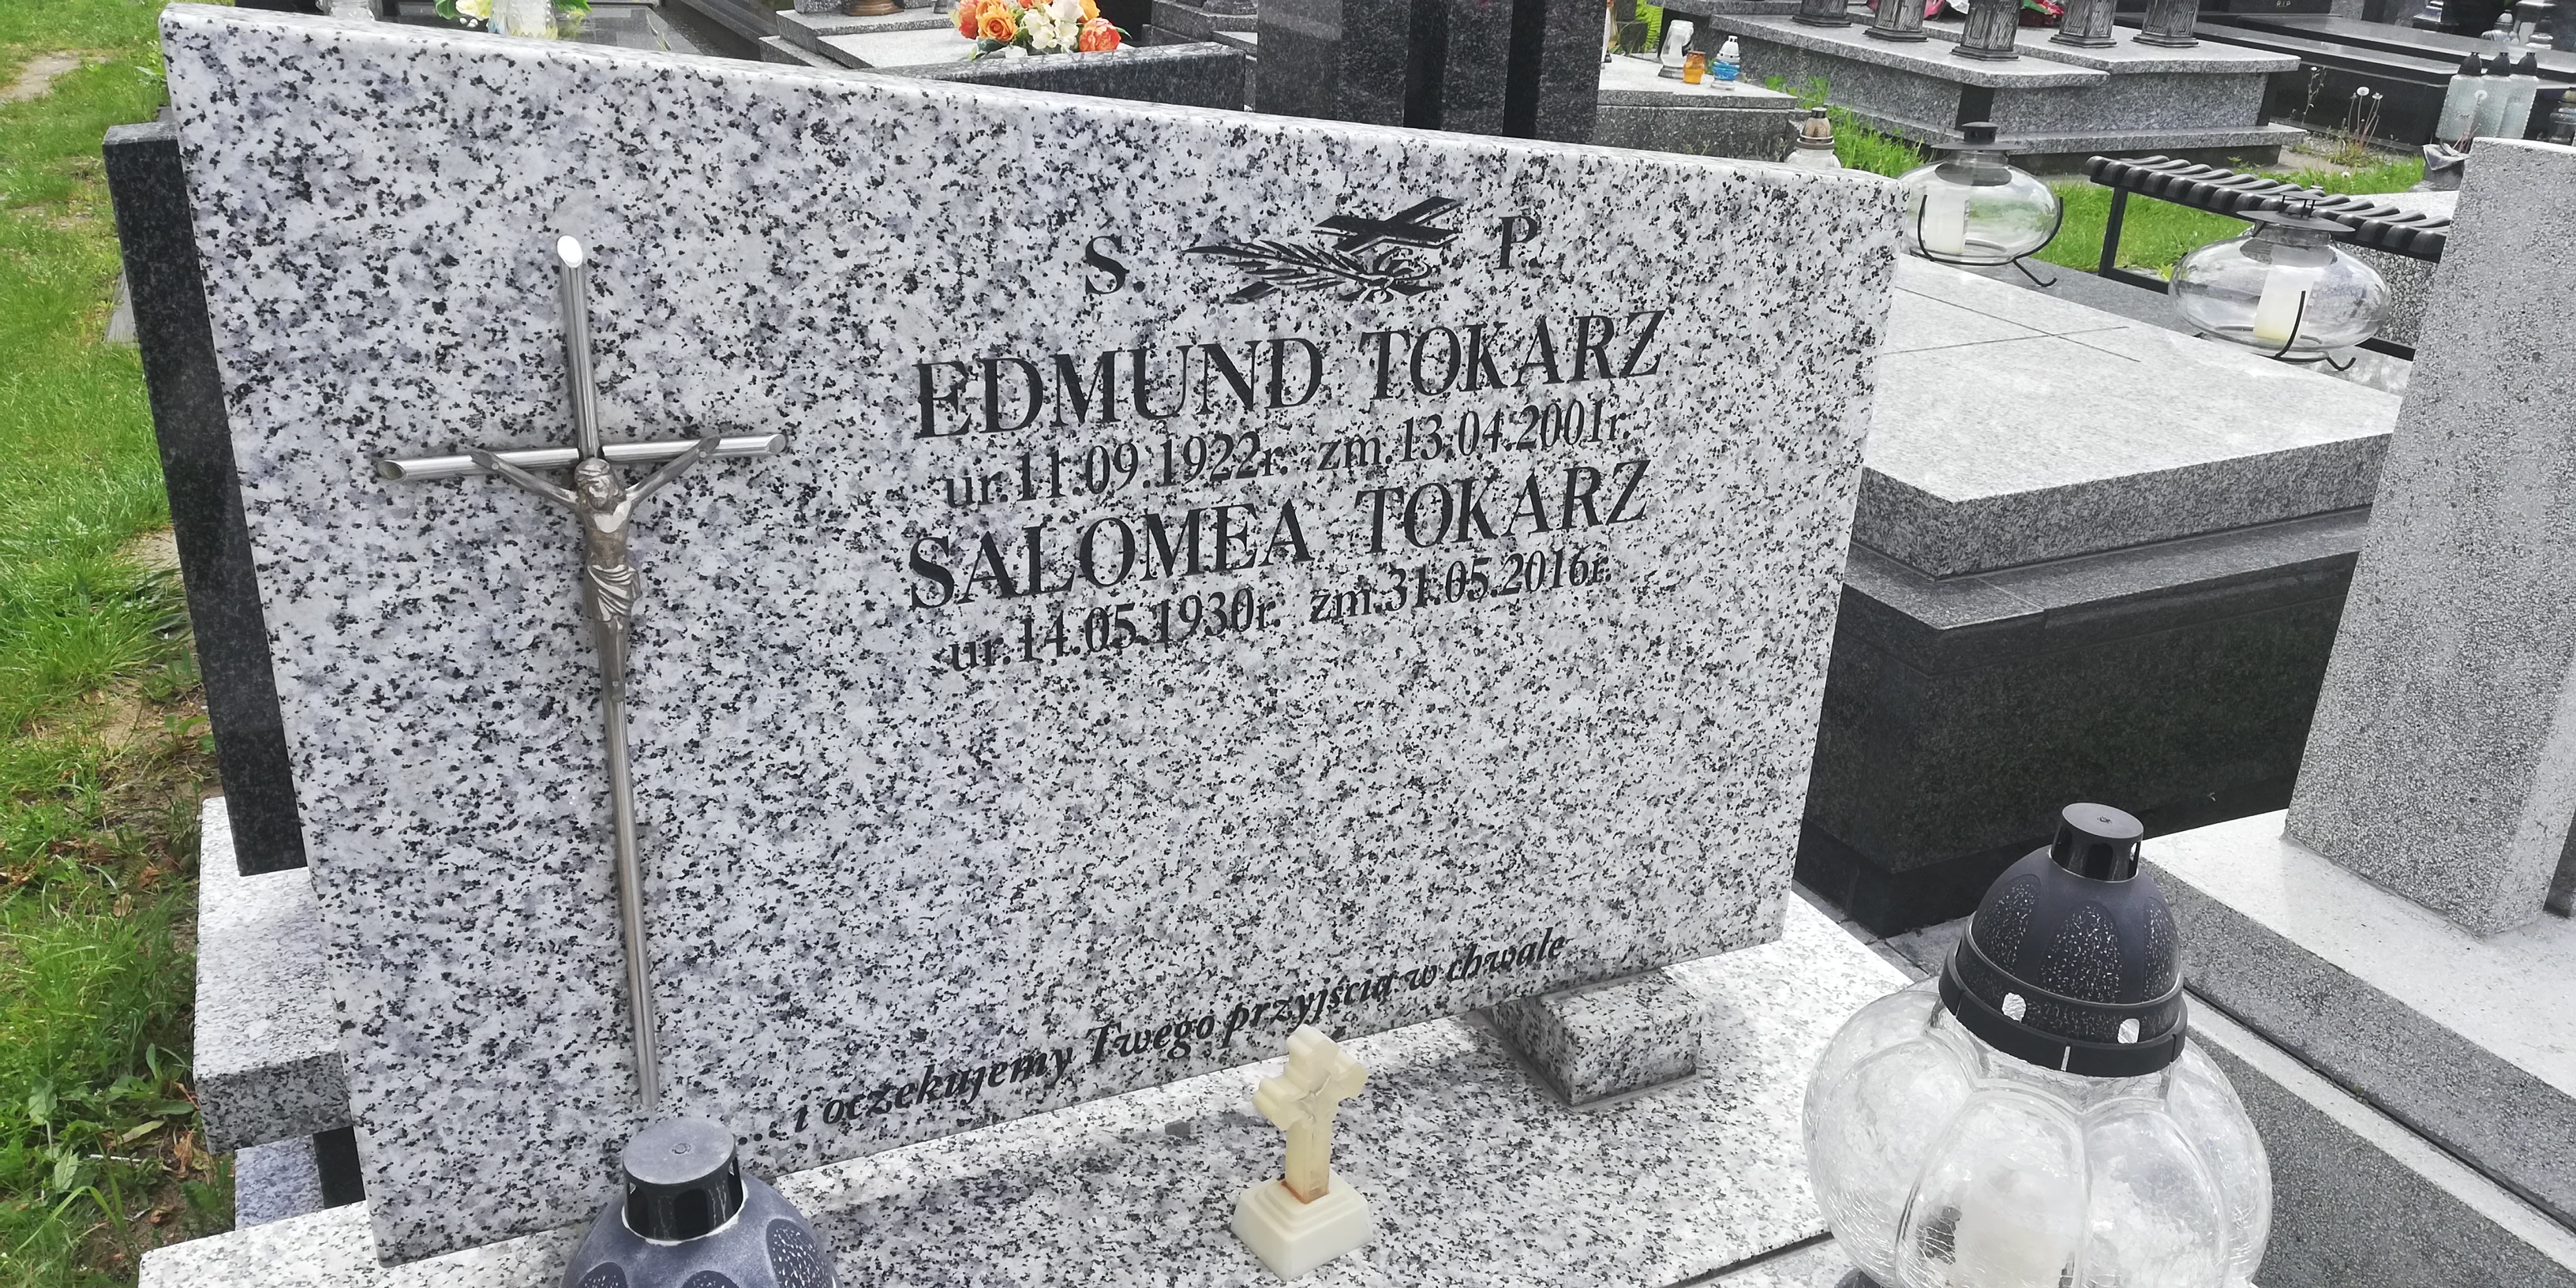 S. P.
EDMUND TOKARZ
ur.11.09.1922r. zm.13.04.2001r.
SALOMEA TOKARZ
ur.14.05.1930r. zm.31.05.2016r.
... i oczekujemy Twego przyjścia w chwale